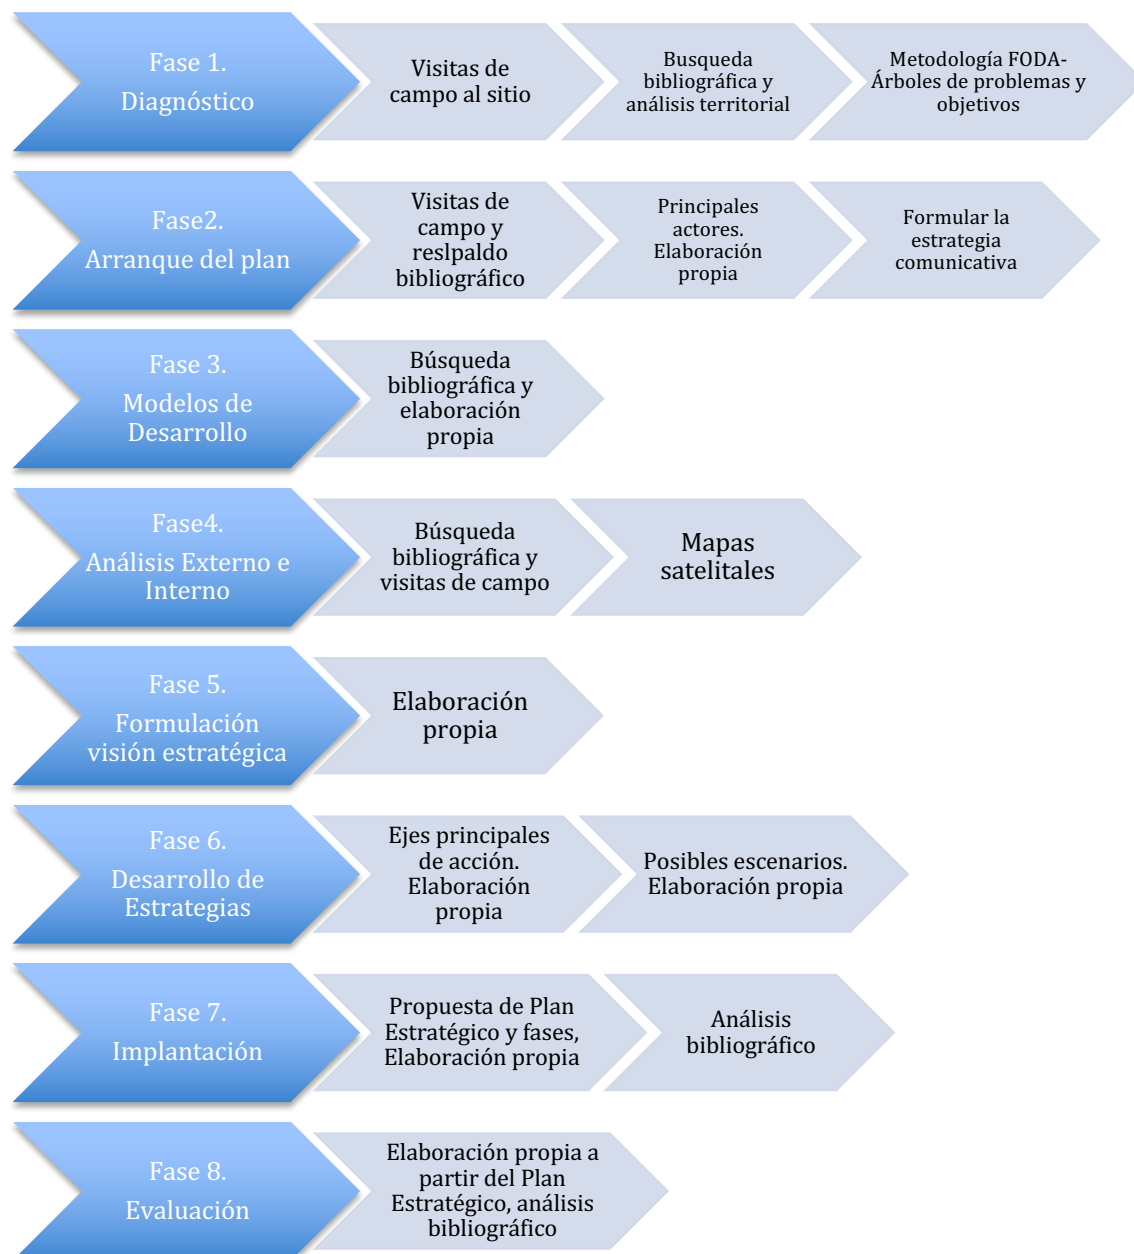 Fase 1.
Diagnóstico
Visitas de
campo al sitio
Busqueda
bibliográfica y
análisis territorial
Metodología FODA-
Árboles de problemas y
objetivos
Fase2.
Arranque del plan
Visitas de
campo y
reslpaldo
bibliográfico
Principales
actores.
Elaboración
propia
Formular la
estrategia
comunicativa
Fase 3.
Modelos de
Desarrollo
Búsqueda
bibliográfica y
elaboración
propia
Fase4.
Análisis Externo e
Interno
Búsqueda
bibliográfica y
visitas de campo
Mapas
satelitales
Fase 5.
Formulación
visión estratégica
Elaboración
propia
Fase 6.
Desarrollo de
Estrategias
Ejes principales
de acción.
Elaboración
propia
Posibles escenarios.
Elaboración propia
Fase 7.
Implantación
Propuesta de Plan
Estratégico y fases,
Elaboración propia
Análisis
bibliográfico
Fase 8.
Evaluación
Elaboración propia a
partir del Plan
Estratégico, análisis
bibliográfico